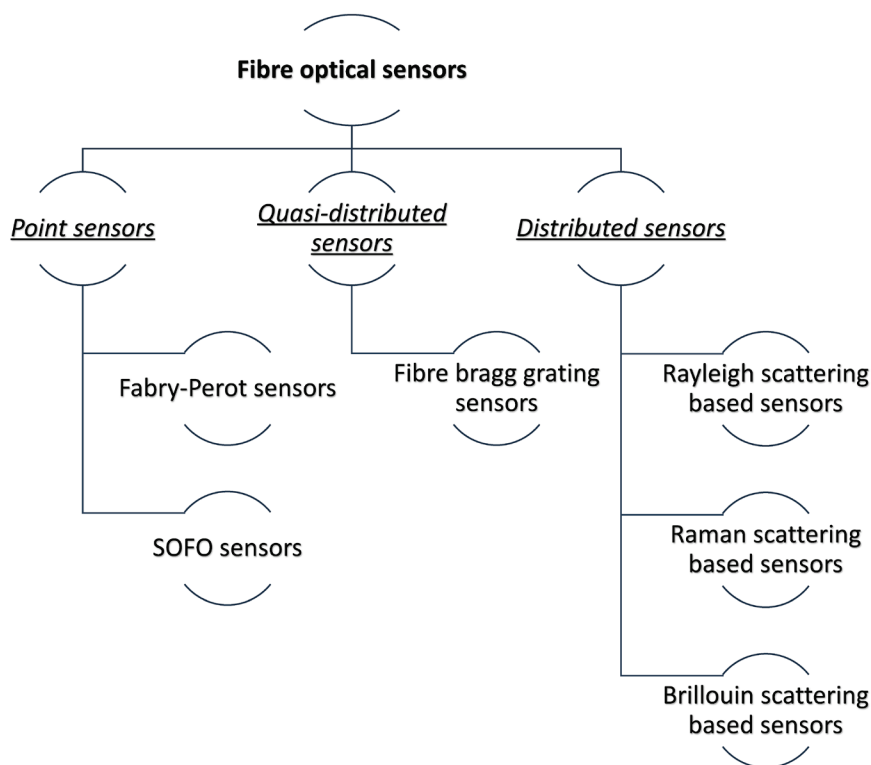 Fibre optical sensors
Point sensors
Quasi-distributed
sensors
Distributed sensors
Fabry-Perot sensors
SOFO sensors
Fibre bragg grating
sensors
Rayleigh scattering
based sensors
Raman scattering
based sensors
Brillouin scattering
based sensors